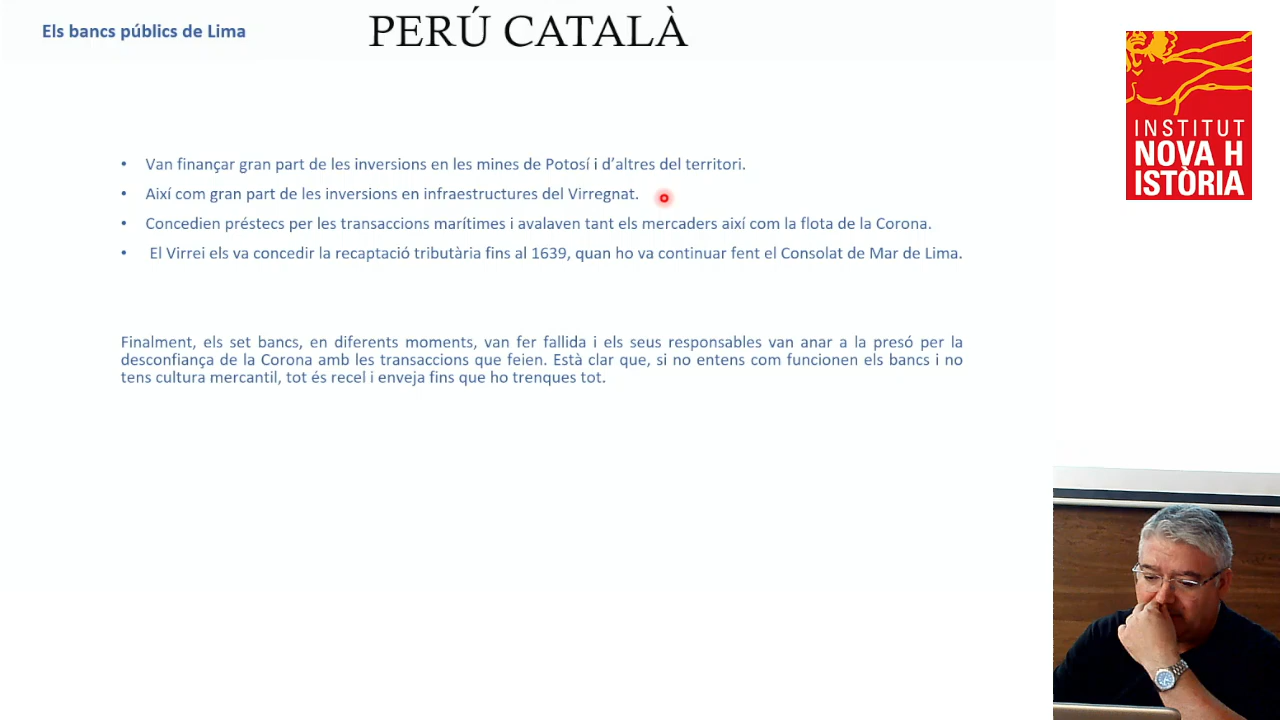 Els bancs públics de Lima
PERÚ CATALÀ
• Van finançar gran part de les inversions en les mines de Potosí i d'altres del territori.
• Així com gran part de les inversions en infraestructures del Virregnat.
• Concedien préstecs per les transaccions marítimes i avalaven tant els mercaders així com la flota de la Corona.
• El Virrei els va concedir la recaptació tributària fins al 1639, quan ho va continuar fent el Consolat de Mar de Lima.
Finalment, els set bancs, en diferents moments, van fer fallida i els seus responsables van anar a la presó per la
desconfiança de la Corona amb les transaccions que feien. Està clar que, si no entens com funcionen els bancs i no
tens cultura mercantil, tot és recel i enveja fins que ho trenques tot.
INSTITUT
NOVA H
ISTÒRIA